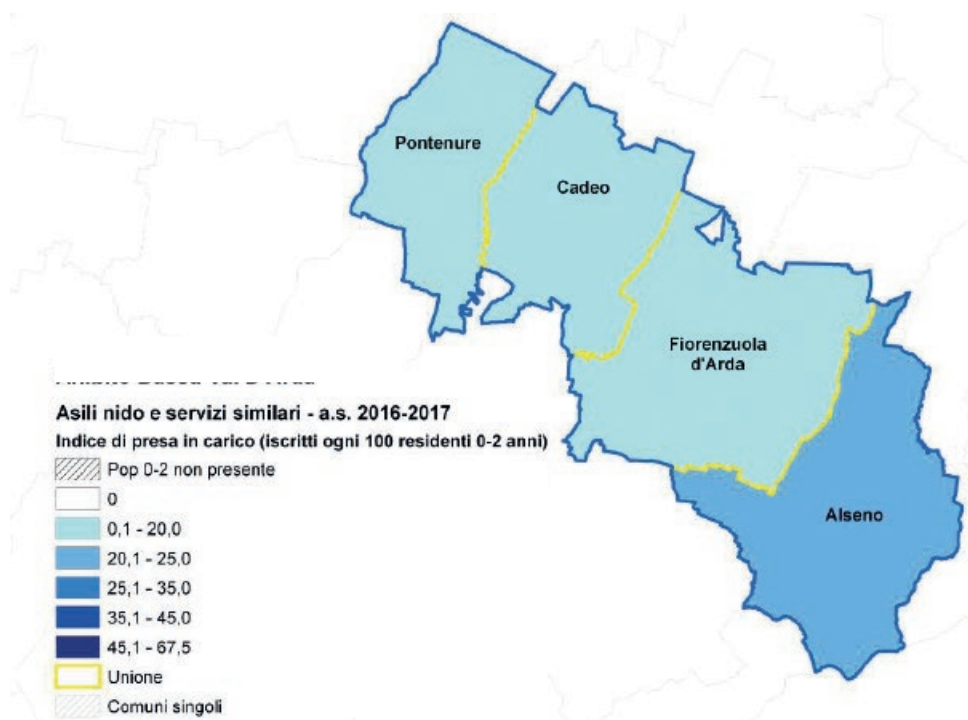 Pontenure
Cadeo
Fiorenzuola
d'Arda
Alseno
Asili nido e servizi similari - a.s. 2016-2017
Indice di presa in carico (iscritti ogni 100 residenti 0-2 anni)
Pop 0-2 non presente
0
0,1 - 20,0
20,1 - 25,0
25,1 - 35,0
35,1 - 45,0
45,1 - 67,5
Unione
Comuni singoli